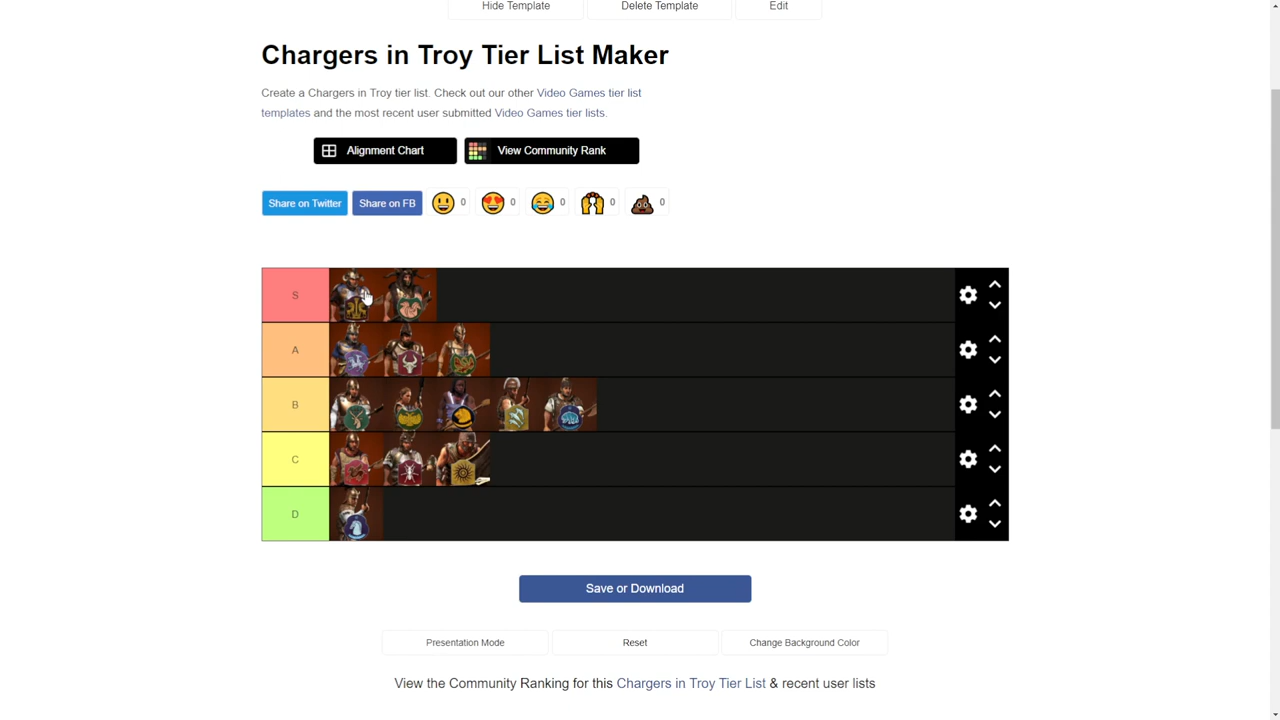 Hide Template Delete Template Edit
Chargers in Troy Tier List Maker
Create a Chargers in Troy tier list. Check out our other Video Games tier list
templates and the most recent user submitted Video Games tier lists.
Alignment Chart View Community Rank
Share on Twitter Share on FB 0 0 0 0 0
S
A
B
C
D
Save or Download
Presentation Mode Reset Change Background Color
View the Community Ranking for this Chargers in Troy Tier List & recent user lists